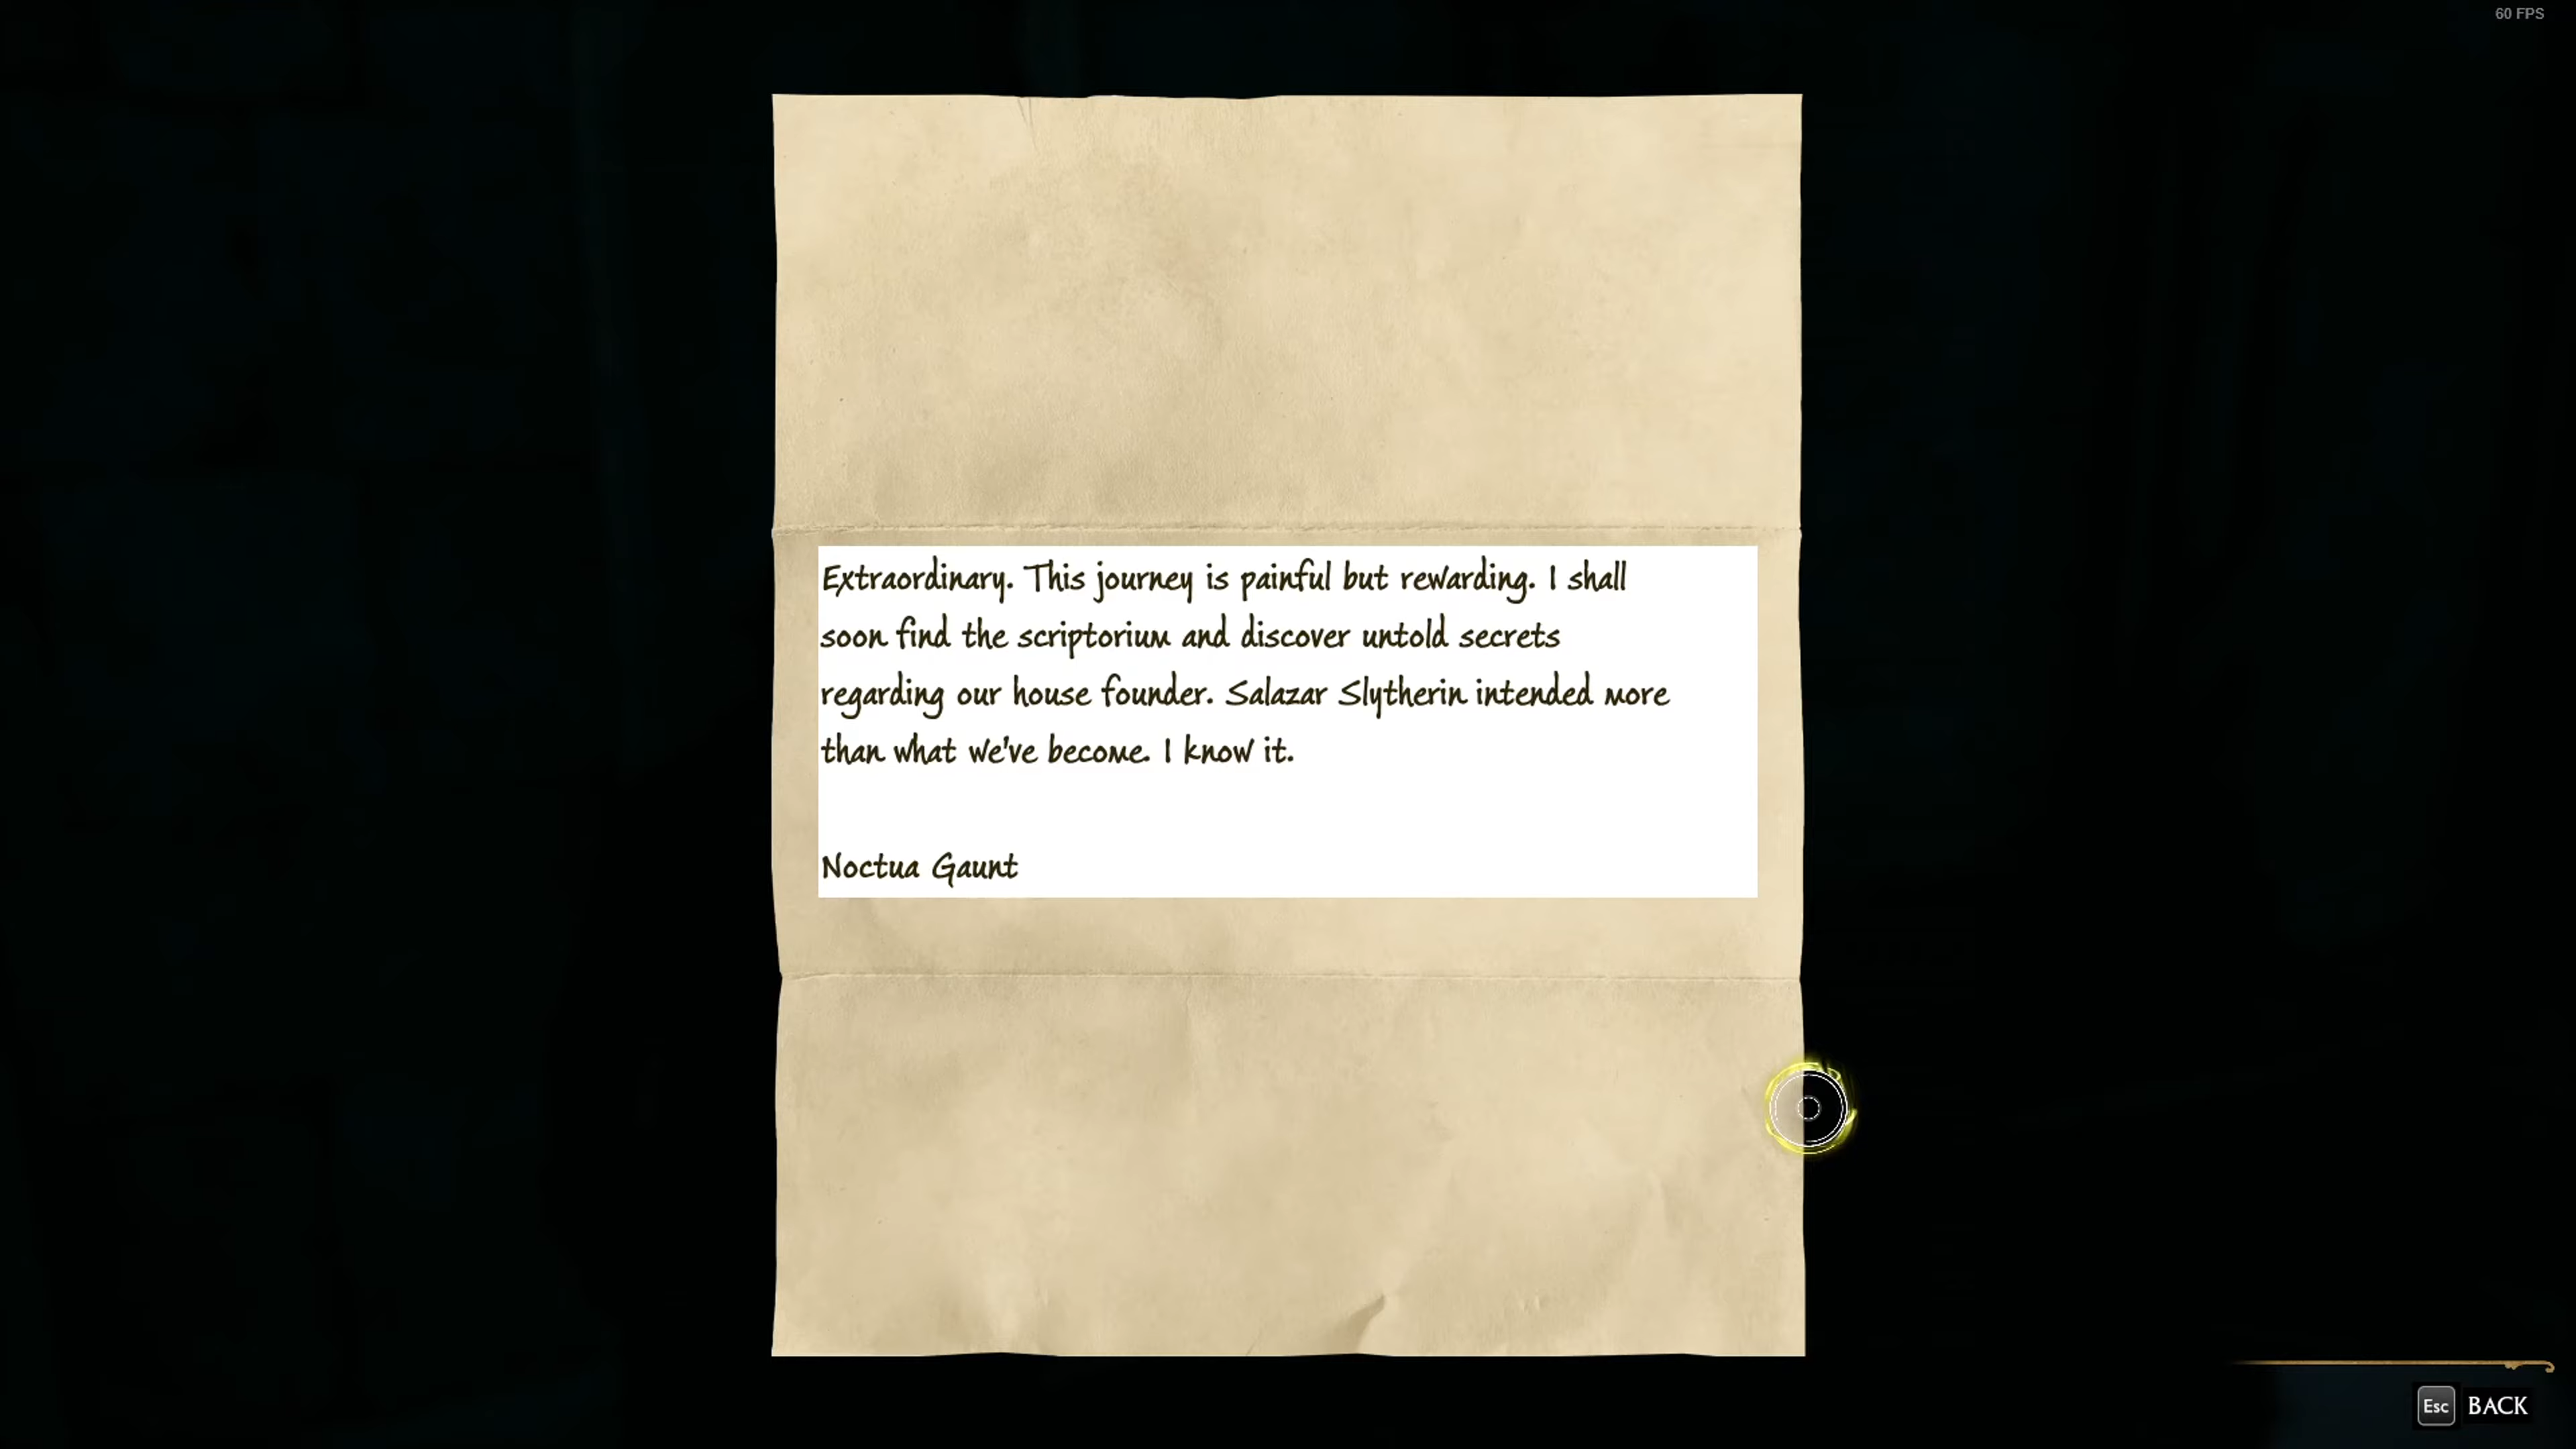 60 FPS
Extraordinary. This journey is painful but rewarding. I shall
soon find the scriptorium and discover untold secrets
regarding our house founder. Salazar Slytherin intended more
than what we've become. I know it.
Noctua Gaunt
Esc BACK